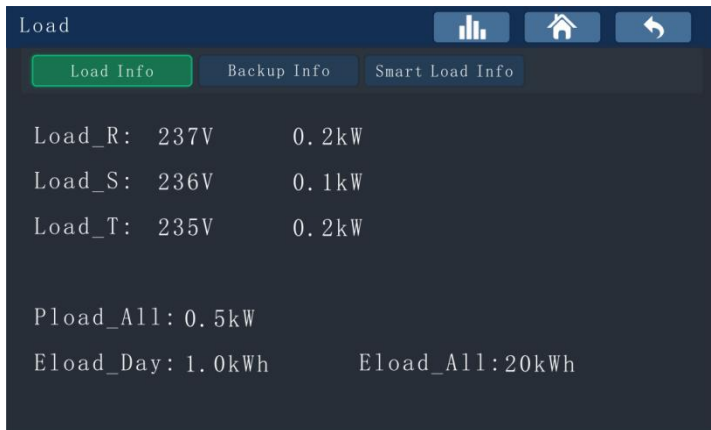 Load
Load Info Backup Info Smart Load Info
Load_R: 237V 0.2kW
Load_S: 236V 0.1kW
Load_T: 235V 0.2kW
Pload_All: 0.5kW
Eload_Day: 1.0kWh Eload_All:20kWh